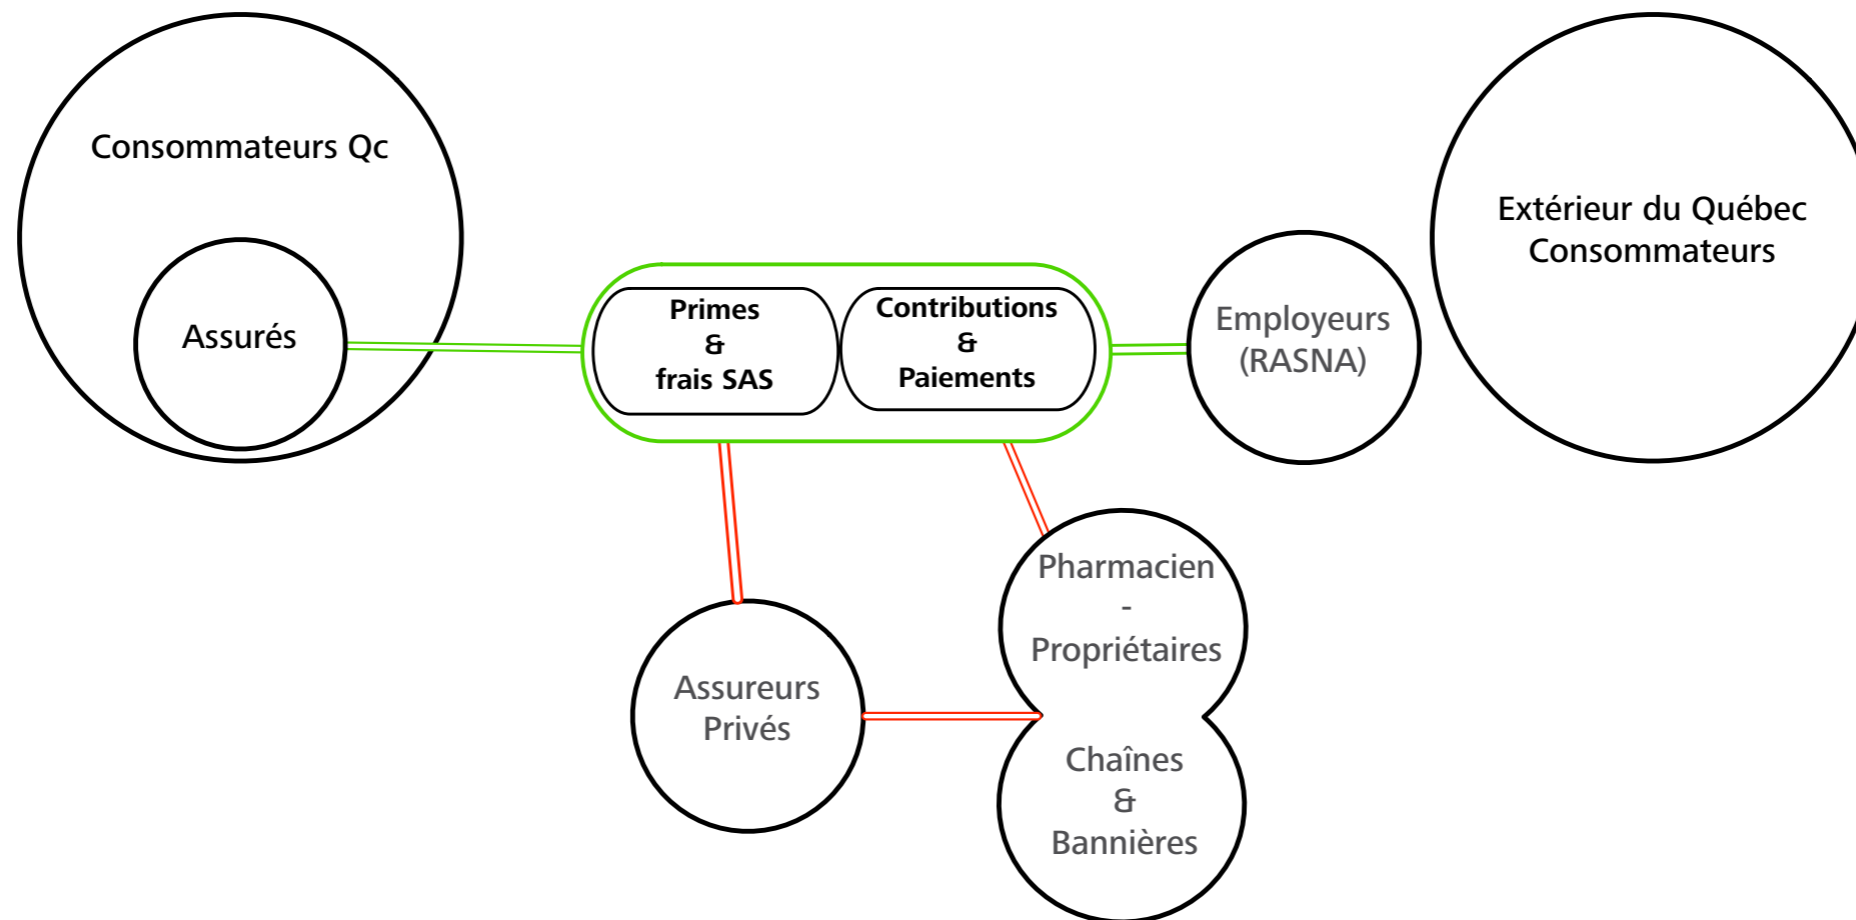 Consommateurs Qc
Assurés
Primes
&
frais SAS
Contributions
&
Paiements
Employeurs
(RASNA)
Extérieur du Québec
Consommateurs
Assureurs
Privés
Pharmacien
-
Propriétaires
Chaînes
&
Bannières